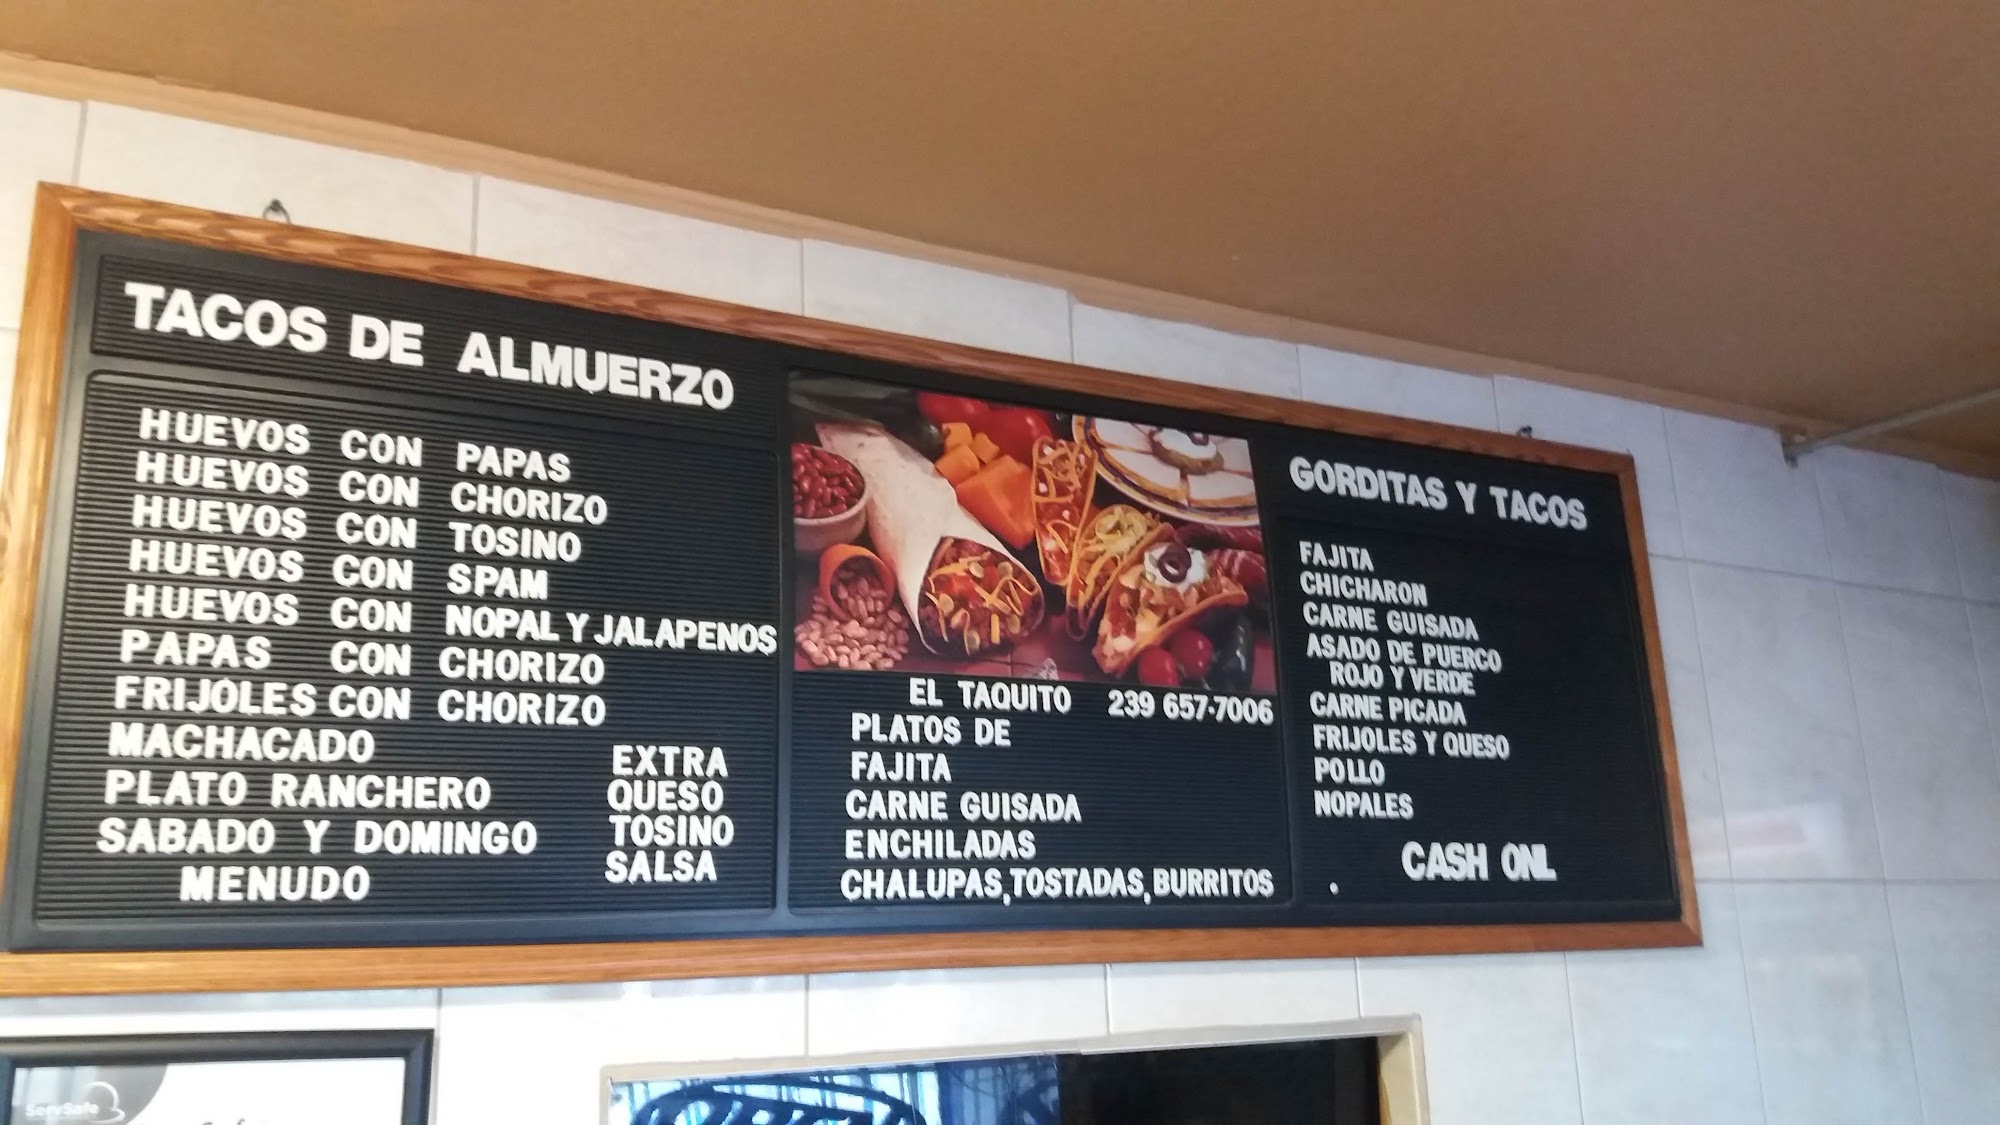 TACOS DE ALMUERZO
HUEVOS CON PAPAS
HUEVOS CON CHORIZO
HUEVOS CON TOSINO
HUEVOS CON SPAM
HUEVOS CON NOPAL Y JALAPENOS
PAPAS CON CHORIZO
FRIJOLES CON CHORIZO
MACHACADO
PLATO RANCHERO
SABADO Y DOMINGO
MENUDO
EXTRA
QUESO
TOSINO
SALSA
EL TAQUITO 239 657-7006
PLATOS DE
FAJITA
CARNE GUISADA
ENCHILADAS
CHALUPAS, TOSTADAS, BURRITOS
GORDITAS Y TACOS
FAJITA
CHICHARON
CARNE GUISADA
ASADO DE PUERCO
ROJO Y VERDE
CARNE PICADA
FRIJOLES Y QUESO
POLLO
NOPALES
. CASH ONL
ServSafe